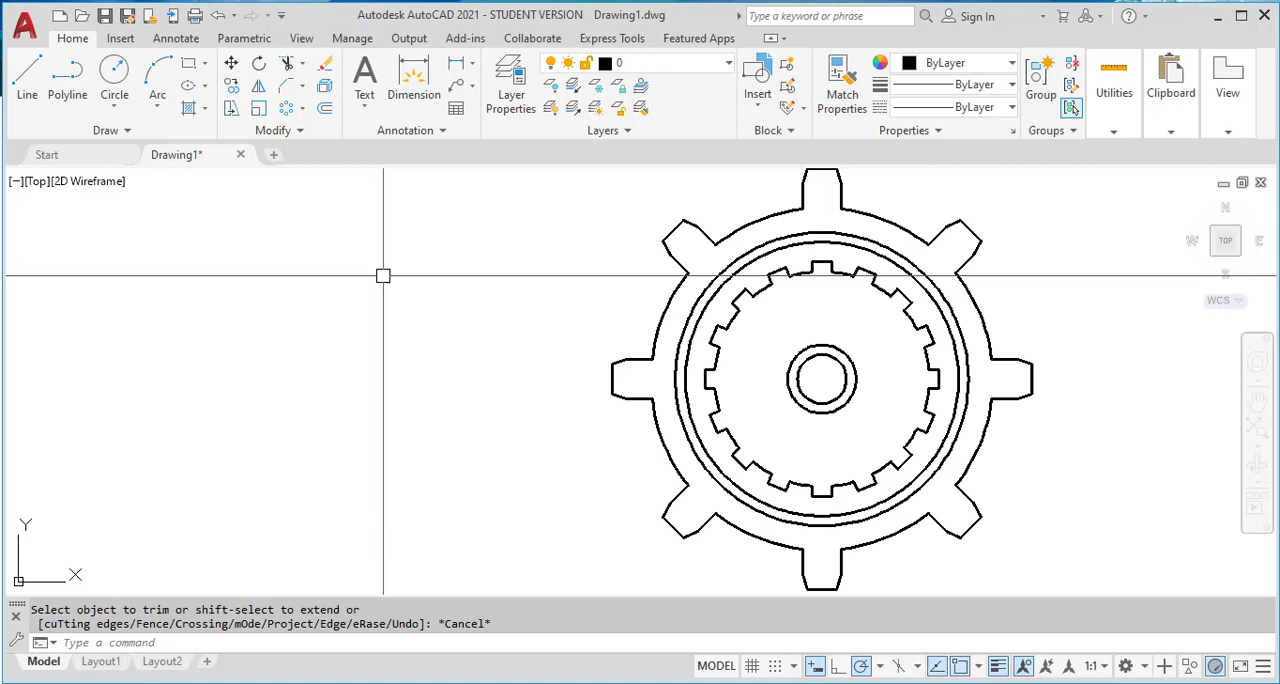 Autodesk AutoCAD 2021 - STUDENT VERSION Drawing1.dwg
Type a keyword or phrase
Sign In
Home Insert Annotate Parametric View Manage Output Add-ins Collaborate Express Tools Featured Apps
Line Polyline Circle Arc
Text Dimension
Layer Properties
0
Insert
Match Properties
ByLayer
ByLayer
ByLayer
Group
Utilities
Clipboard
View
Draw Modify Annotation Layers Block Properties Groups
Start Drawing1*
[−][Top][2D Wireframe]
N
W TOP E
S
WCS
Y
X
Select object to trim or shift-select to extend or
[cuTting edges/Fence/Crossing/mOde/Project/Edge/eRase/Undo]: *Cancel*
Type a command
Model Layout1 Layout2
MODEL
1:1